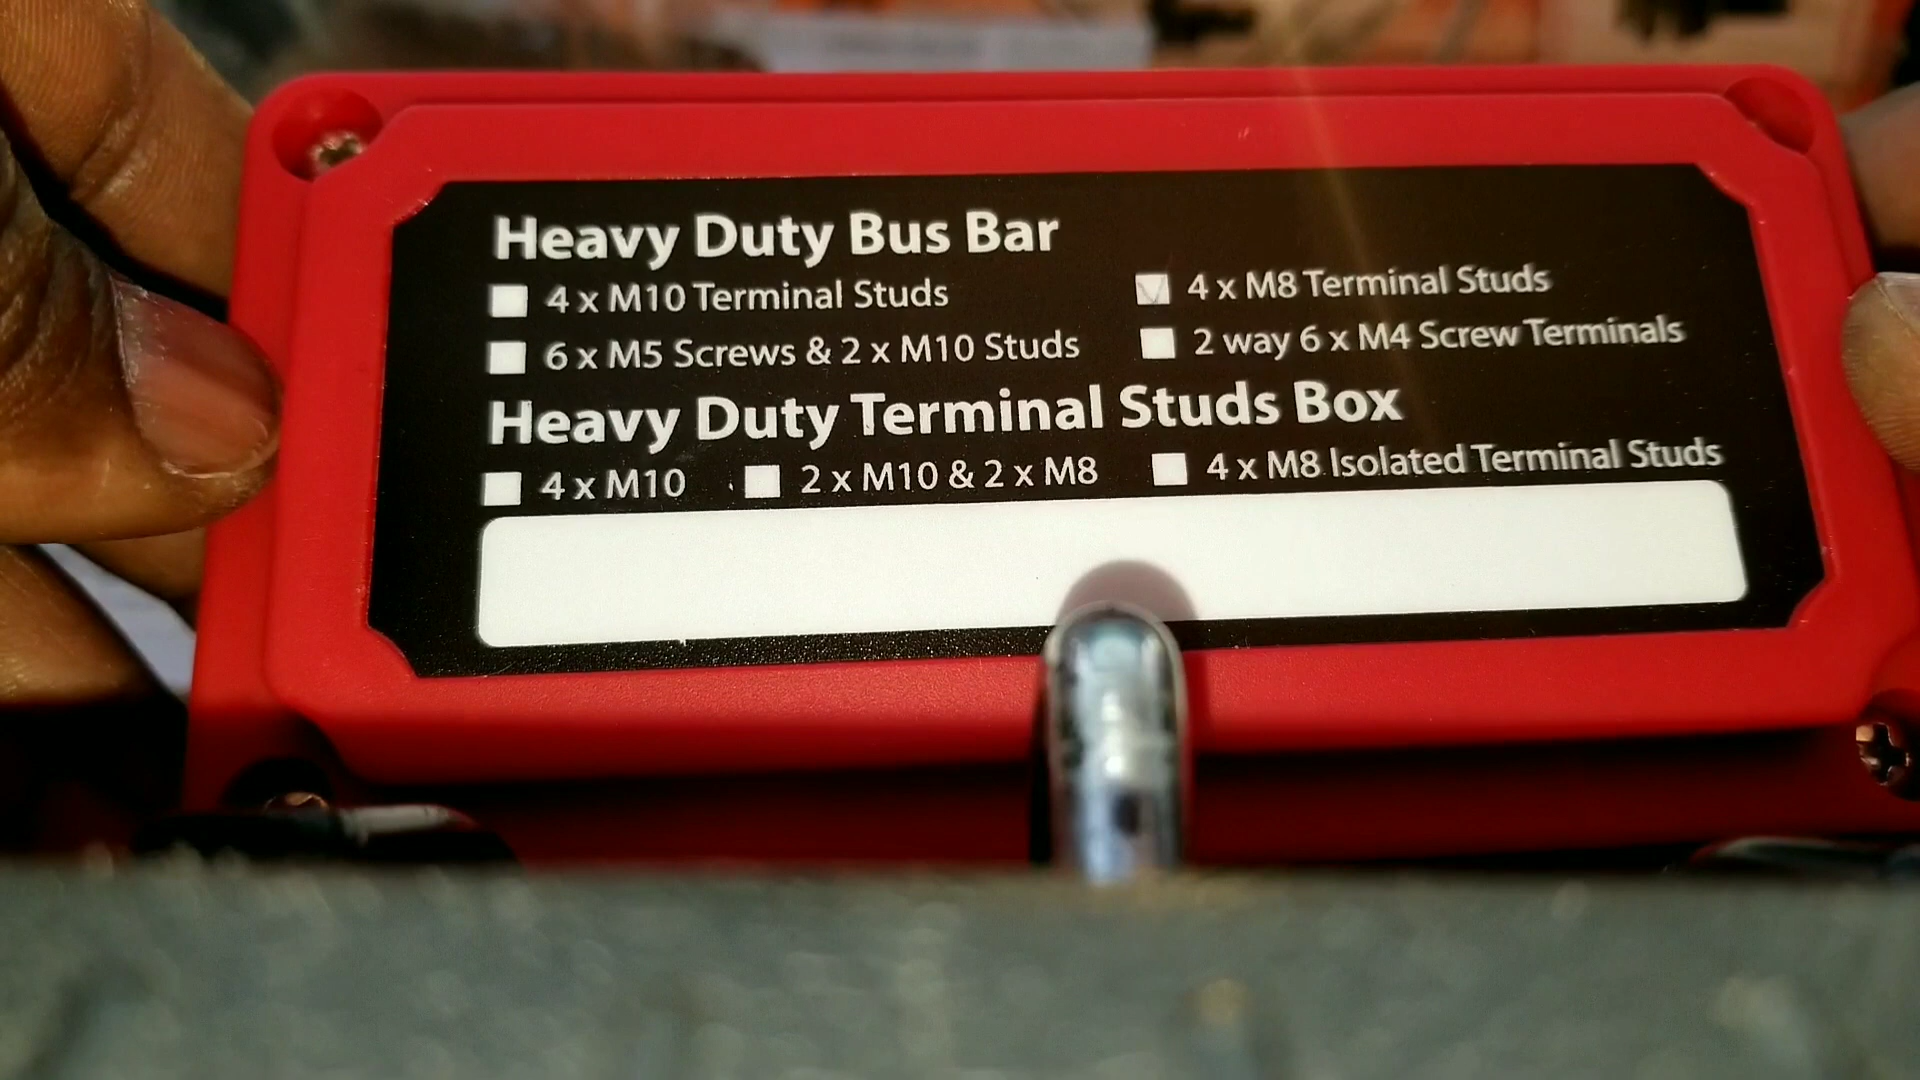 Heavy Duty Bus Bar
4 x M10 Terminal Studs
4 x M8 Terminal Studs
6 x M5 Screws & 2 x M10 Studs
2 way 6 x M4 Screw Terminals
Heavy Duty Terminal Studs Box
4 x M10 2 x M10 & 2 x M8 4 x M8 Isolated Terminal Studs